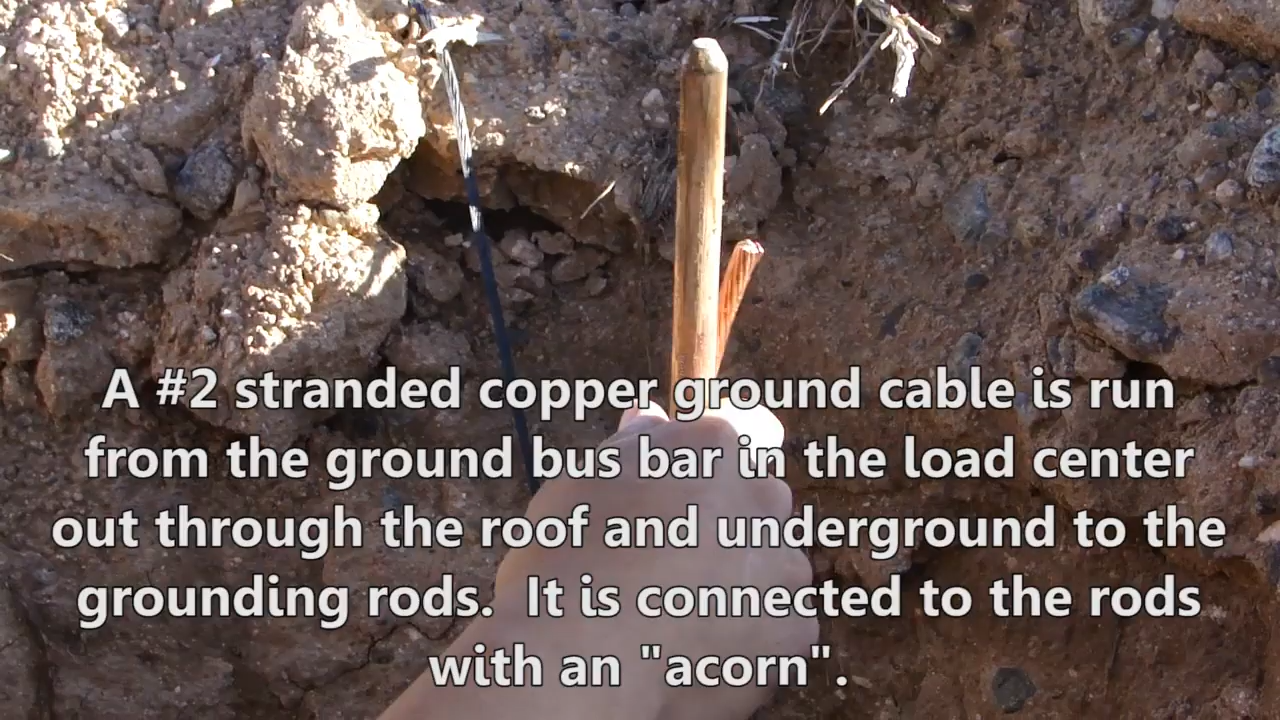 A #2 stranded copper ground cable is run
from the ground bus bar in the load center
out through the roof and underground to the
grounding rods.  It is connected to the rods
with an "acorn".